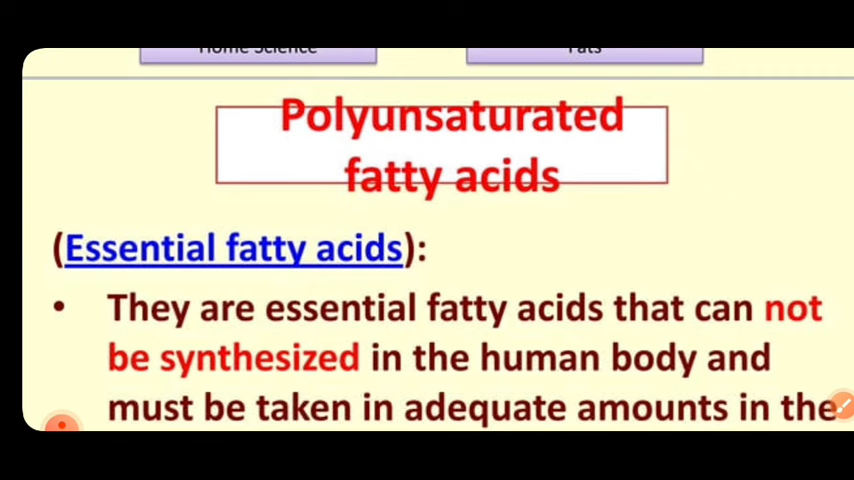 Home Science
Fats
Polyunsaturated
fatty acids
(Essential fatty acids):
• They are essential fatty acids that can not
be synthesized in the human body and
must be taken in adequate amounts in the